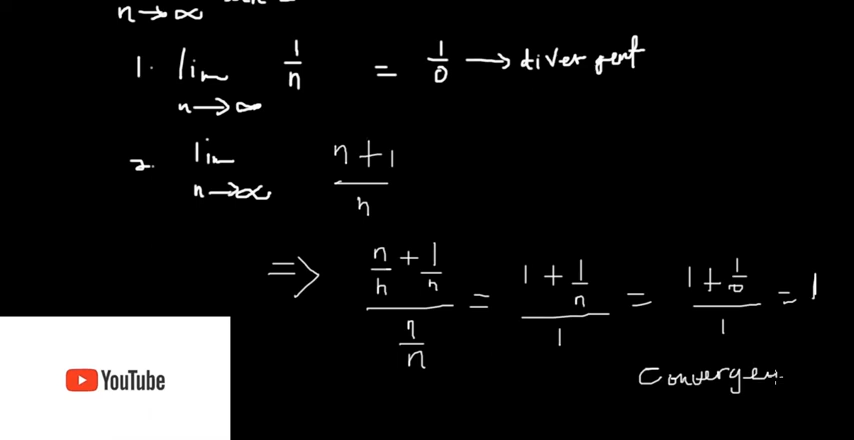 n→∞
1. lim n→∞ 1/n = 1/0 → divergent
2. lim n→∞ (n+1)/n
⇒ (n/n + 1/n)/(n/n) = (1 + 1/n)/1 = (1 + 1/0)/1 = 1
Convergen
YouTube